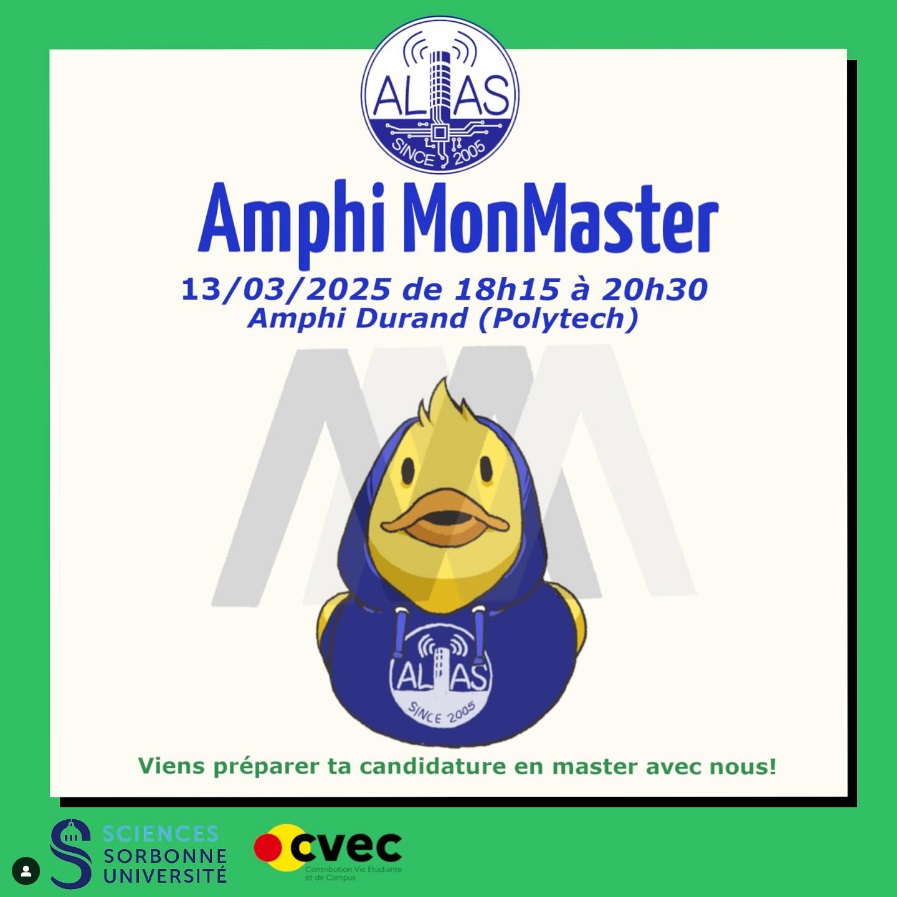 ALIAS
SINCE 2005
Amphi MonMaster
13/03/2025 de 18h15 à 20h30
Amphi Durand (Polytech)
ALIAS
SINCE 2005
Viens préparer ta candidature en master avec nous!
SCIENCES
SORBONNE
UNIVERSITÉ
cvec
Contribution Vie Étudiante
et de Campus